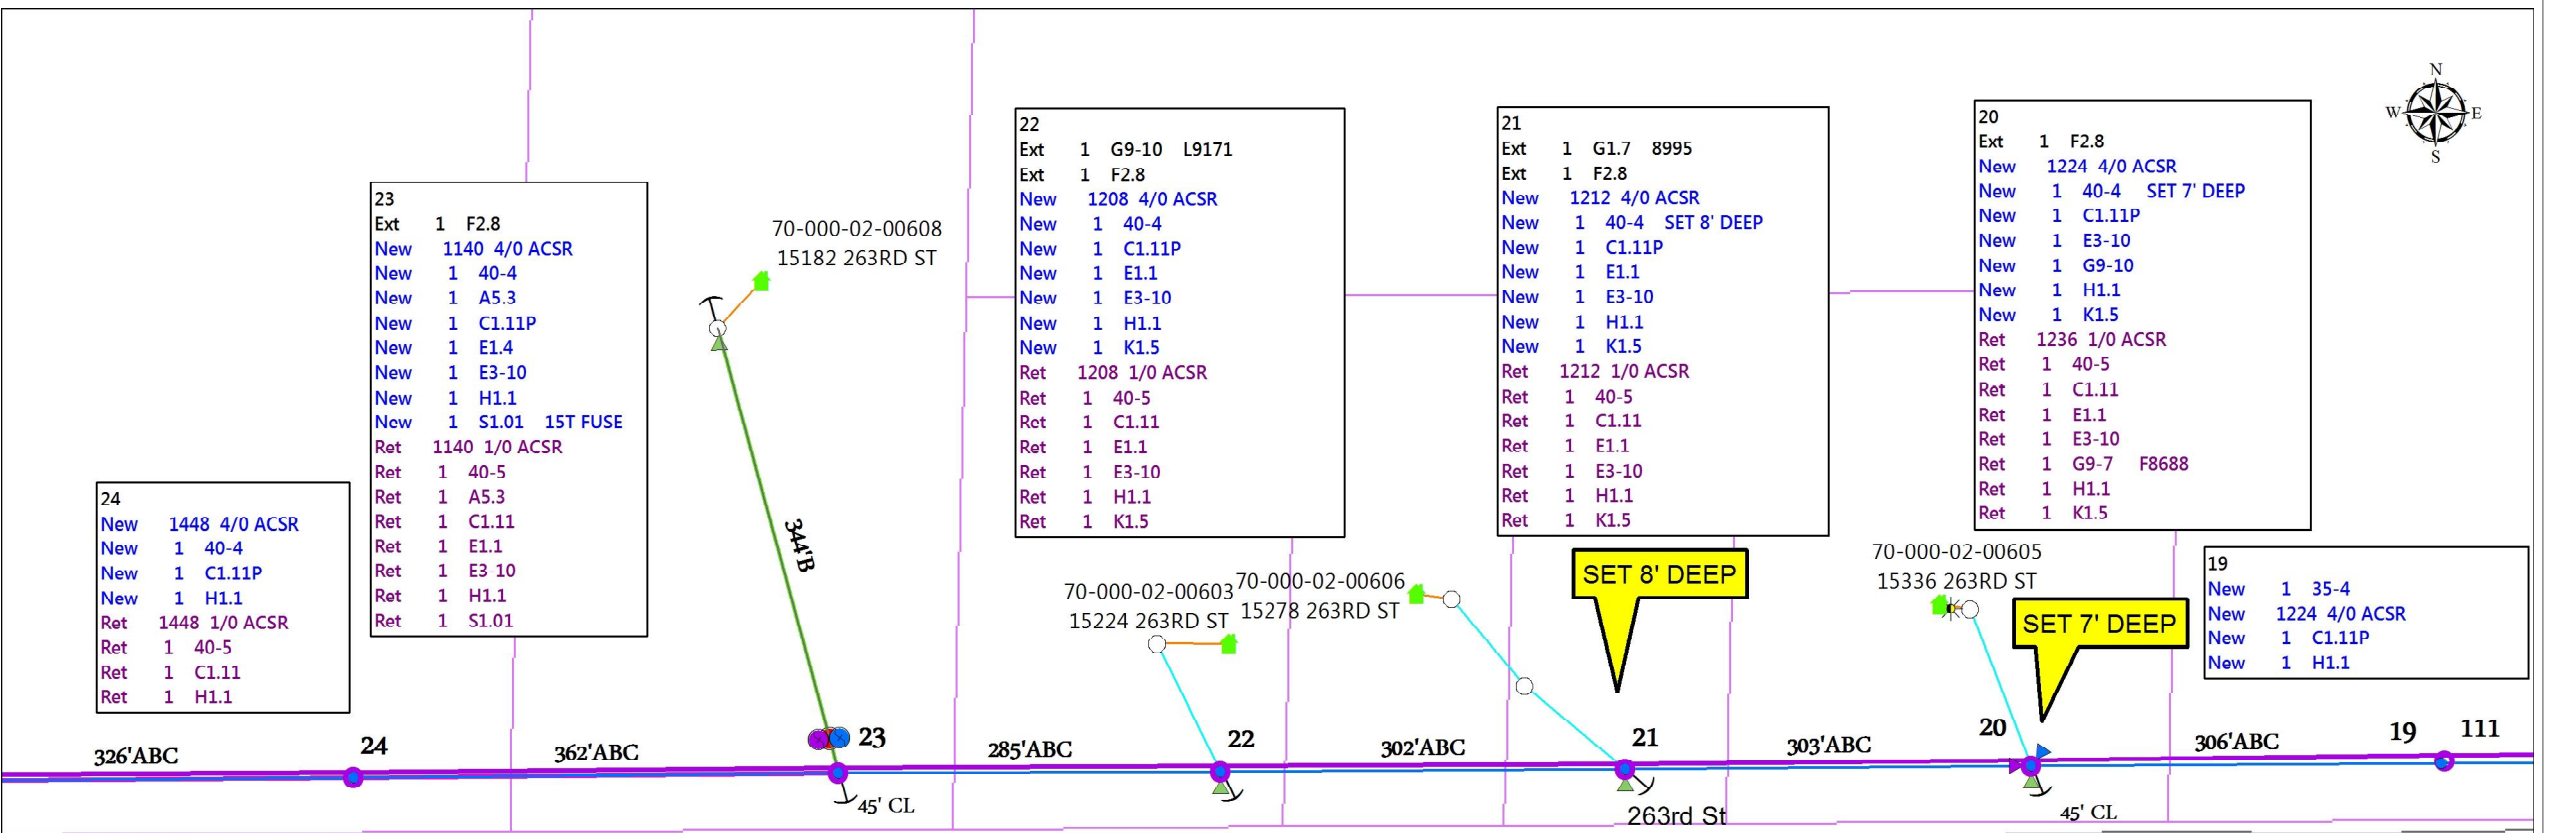 N
W E
S
24
New 1448 4/0 ACSR
New 1 40-4
New 1 C1.11P
New 1 H1.1
Ret 1448 1/0 ACSR
Ret 1 40-5
Ret 1 C1.11
Ret 1 H1.1
23
Ext 1 F2.8
New 1140 4/0 ACSR
New 1 40-4
New 1 A5.3
New 1 C1.11P
New 1 E1.4
New 1 E3-10
New 1 H1.1
New 1 S1.01 15T FUSE
Ret 1140 1/0 ACSR
Ret 1 40-5
Ret 1 A5.3
Ret 1 C1.11
Ret 1 E1.1
Ret 1 E3-10
Ret 1 H1.1
Ret 1 S1.01
70-000-02-00608
15182 263RD ST
344'B
22
Ext 1 G9-10 L9171
Ext 1 F2.8
New 1208 4/0 ACSR
New 1 40-4
New 1 C1.11P
New 1 E1.1
New 1 E3-10
New 1 H1.1
New 1 K1.5
Ret 1208 1/0 ACSR
Ret 1 40-5
Ret 1 C1.11
Ret 1 E1.1
Ret 1 E3-10
Ret 1 H1.1
Ret 1 K1.5
21
Ext 1 G1.7 8995
Ext 1 F2.8
New 1212 4/0 ACSR
New 1 40-4 SET 8' DEEP
New 1 C1.11P
New 1 E1.1
New 1 E3-10
New 1 H1.1
New 1 K1.5
Ret 1212 1/0 ACSR
Ret 1 40-5
Ret 1 C1.11
Ret 1 E1.1
Ret 1 E3-10
Ret 1 H1.1
Ret 1 K1.5
20
Ext 1 F2.8
New 1224 4/0 ACSR
New 1 40-4 SET 7' DEEP
New 1 C1.11P
New 1 E3-10
New 1 G9-10
New 1 H1.1
New 1 K1.5
Ret 1236 1/0 ACSR
Ret 1 40-5
Ret 1 C1.11
Ret 1 E1.1
Ret 1 E3-10
Ret 1 G9-7 F8688
Ret 1 H1.1
Ret 1 K1.5
19
New 1 35-4
New 1224 4/0 ACSR
New 1 C1.11P
New 1 H1.1
70-000-02-00603
15224 263RD ST
70-000-02-00606
15278 263RD ST
SET 8' DEEP
70-000-02-00605
15336 263RD ST
SET 7' DEEP
326'ABC
24
362'ABC
23
285'ABC
22
302'ABC
21
303'ABC
20
306'ABC
19
111
45' CL
263rd St
45' CL